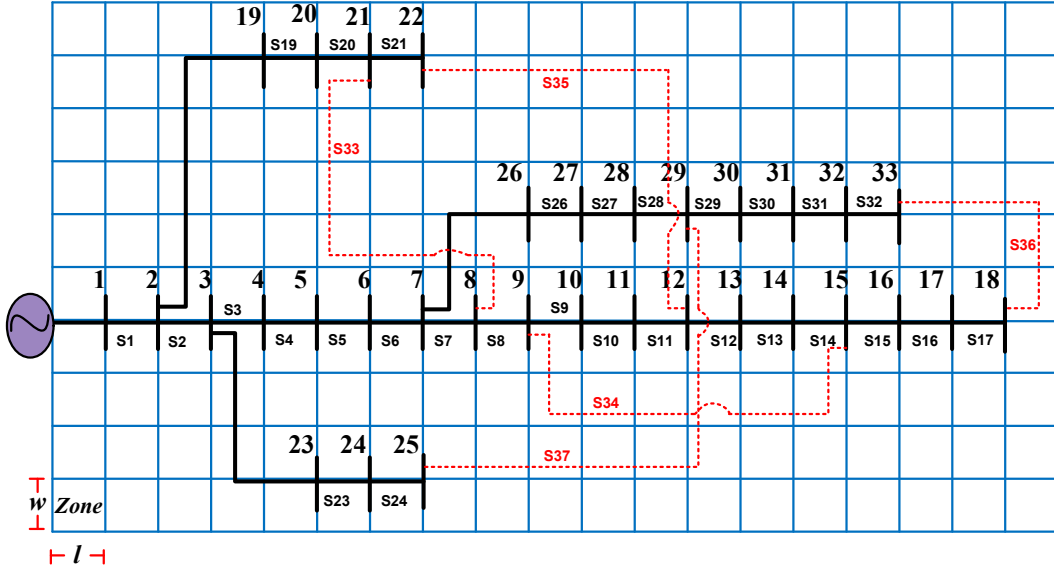 19 20 21 22
S19 S20 S21
S35
S33
26 27 28 29 30 31 32 33
S26 S27 S28 S29 S30 S31 S32
S36
1 2 3 4 5 6 7 8 9 10 11 12 13 14 15 16 17 18
S3 S9
S1 S2 S4 S5 S6 S7 S8 S10 S11 S12 S13 S14 S15 S16 S17
S34
23 24 25
S37
S23 S24
w Zone
l